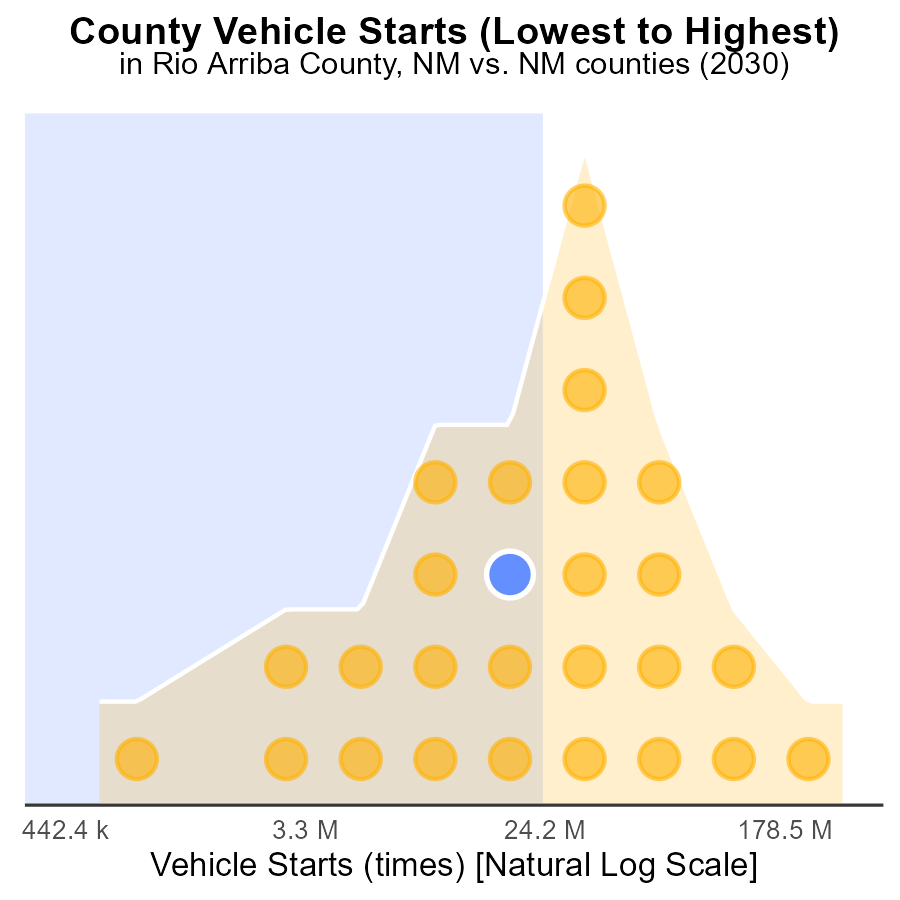 County Vehicle Starts (Lowest to Highest)
in Rio Arriba County, NM vs. NM counties (2030)
442.4 k 3.3 M 24.2 M 178.5 M
Vehicle Starts (times) [Natural Log Scale]